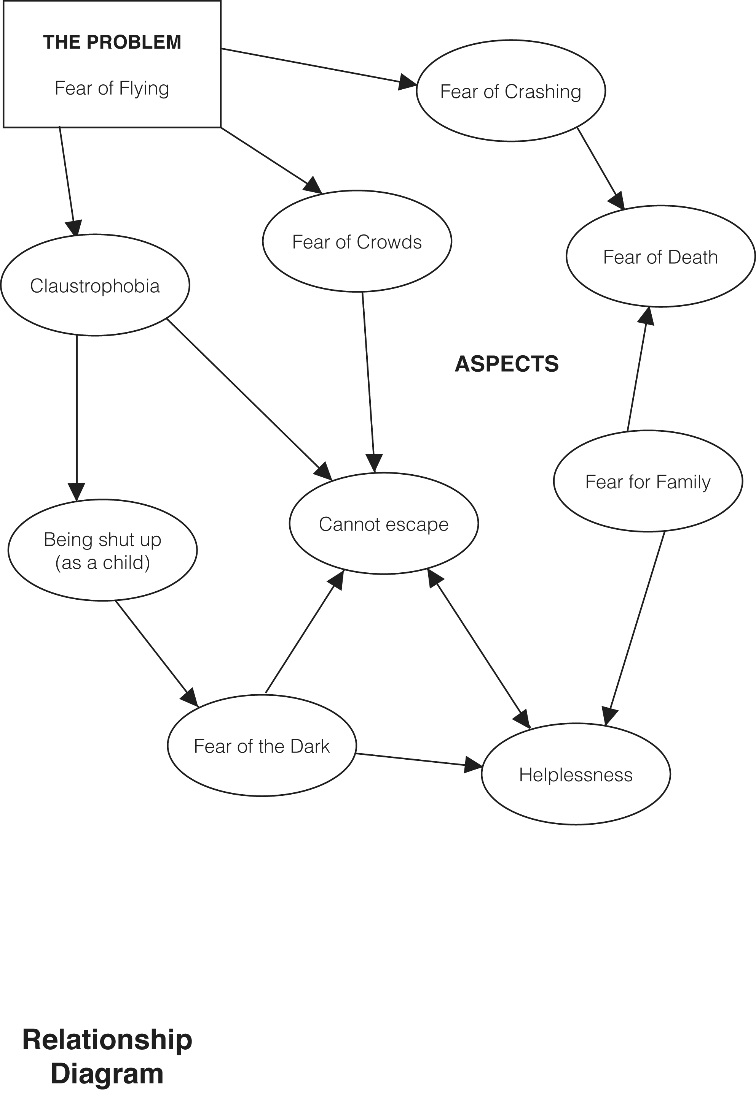 THE PROBLEM
Fear of Flying
Fear of Crashing
Fear of Crowds
Fear of Death
Claustrophobia
ASPECTS
Fear for Family
Cannot escape
Being shut up
(as a child)
Fear of the Dark
Helplessness
Relationship
Diagram